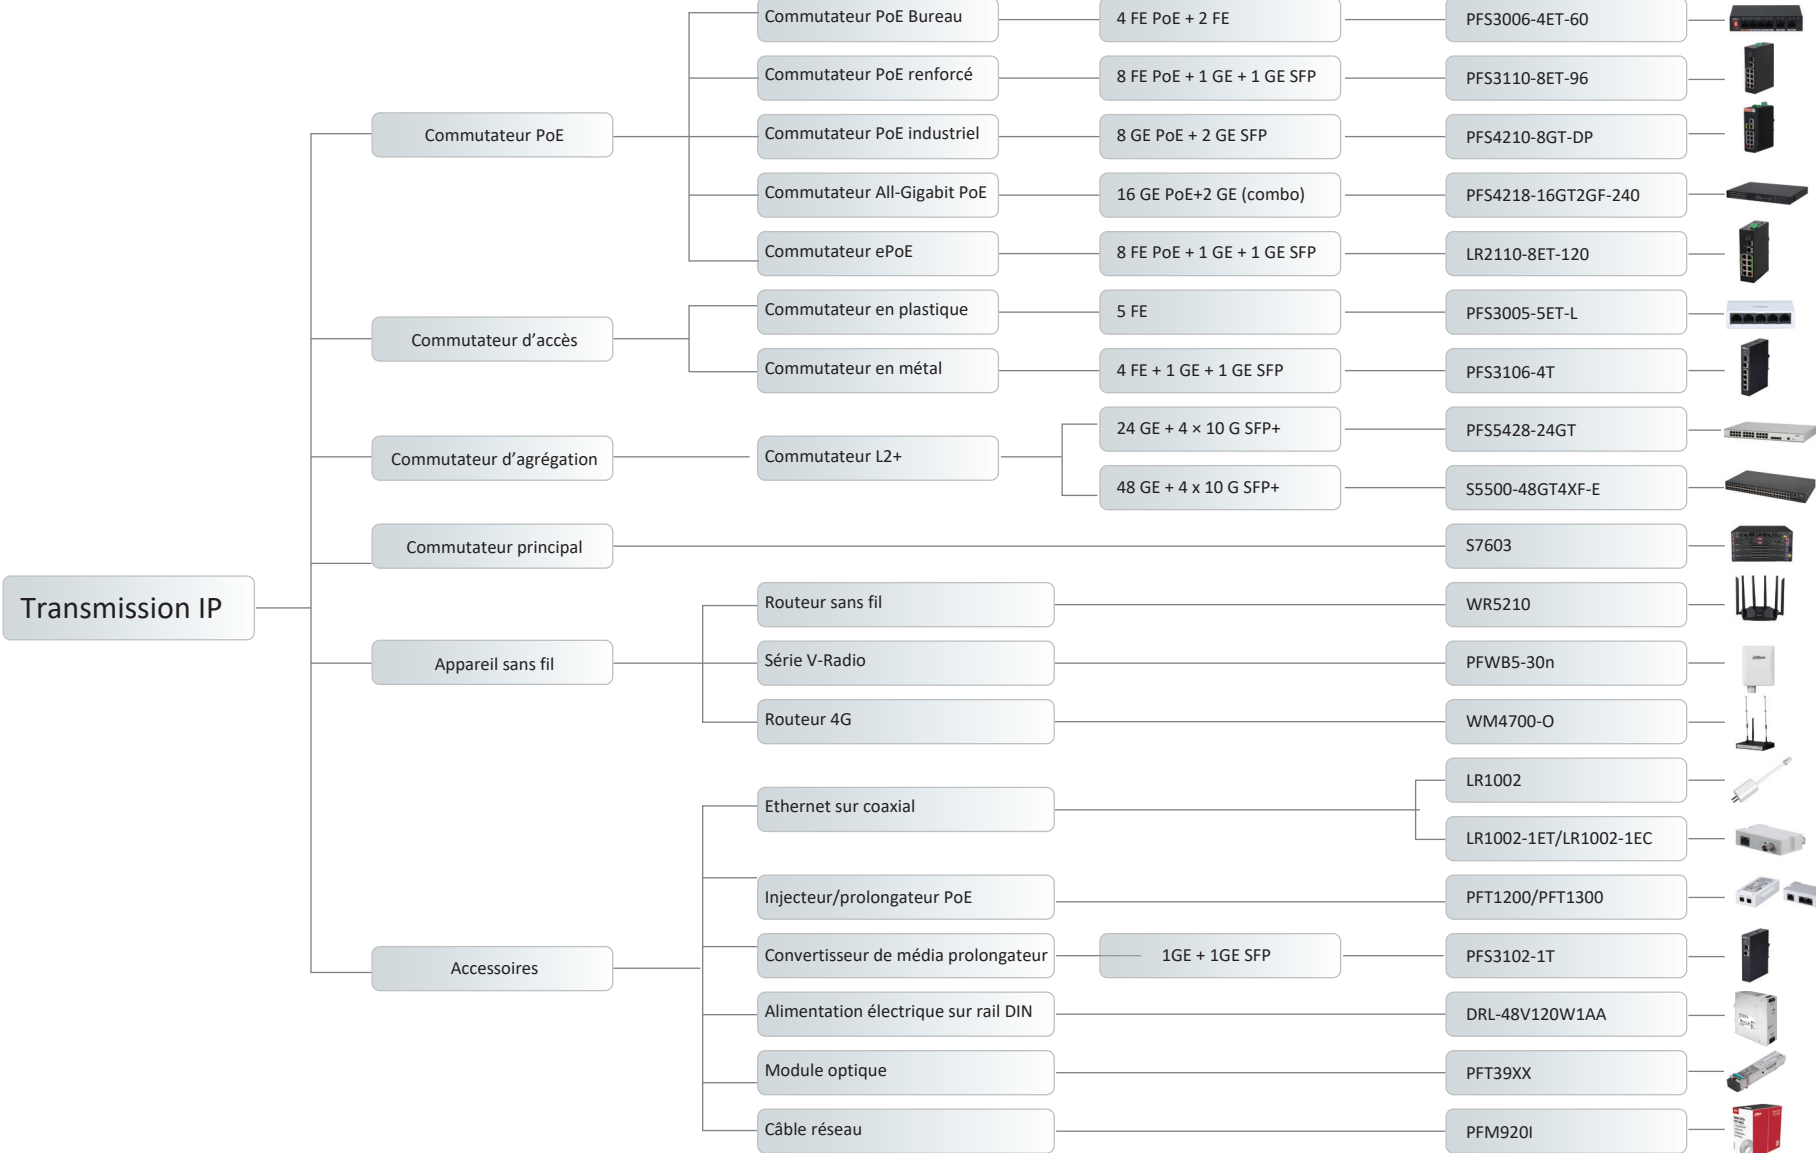 Commutateur PoE Bureau
4 FE PoE + 2 FE
PFS3006-4ET-60
Commutateur PoE renforcé
8 FE PoE + 1 GE + 1 GE SFP
PFS3110-8ET-96
Commutateur PoE
Commutateur PoE industriel
8 GE PoE + 2 GE SFP
PFS4210-8GT-DP
Commutateur All-Gigabit PoE
16 GE PoE+2 GE (combo)
PFS4218-16GT2GF-240
Commutateur ePoE
8 FE PoE + 1 GE + 1 GE SFP
LR2110-8ET-120
Commutateur d’accès
Commutateur en plastique
5 FE
PFS3005-5ET-L
Commutateur en métal
4 FE + 1 GE + 1 GE SFP
PFS3106-4T
Commutateur d’agrégation
Commutateur L2+
24 GE + 4 × 10 G SFP+
PFS5428-24GT
48 GE + 4 x 10 G SFP+
S5500-48GT4XF-E
Commutateur principal
S7603
Transmission IP
Appareil sans fil
Routeur sans fil
WR5210
Série V-Radio
PFWB5-30n
Routeur 4G
WM4700-O
Accessoires
Ethernet sur coaxial
LR1002
LR1002-1ET/LR1002-1EC
Injecteur/prolongateur PoE
PFT1200/PFT1300
Convertisseur de média prolongateur
1GE + 1GE SFP
PFS3102-1T
Alimentation électrique sur rail DIN
DRL-48V120W1AA
Module optique
PFT39XX
Câble réseau
PFM920I